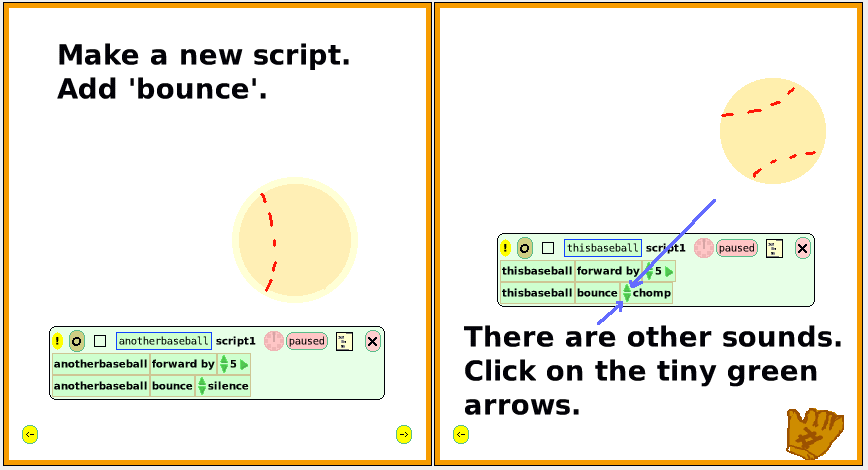 Make a new script.
Add 'bounce'.
! anotherbaseball script1 paused
anotherbaseball forward by 5
anotherbaseball bounce silence
<- ->
! thisbaseball script1 paused
thisbaseball forward by 5
thisbaseball bounce chomp
There are other sounds.
Click on the tiny green
arrows.
<-